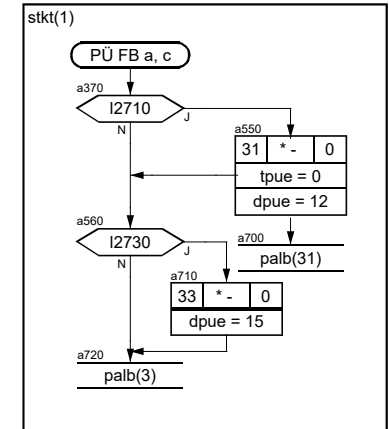 stkt(1)
PÜ FB a, c
a370
I2710
J
N
a550
31 * - 0
tpue = 0
dpue = 12
a560
I2730
J
N
a700
palb(31)
a710
33 * - 0
dpue = 15
a720
palb(3)